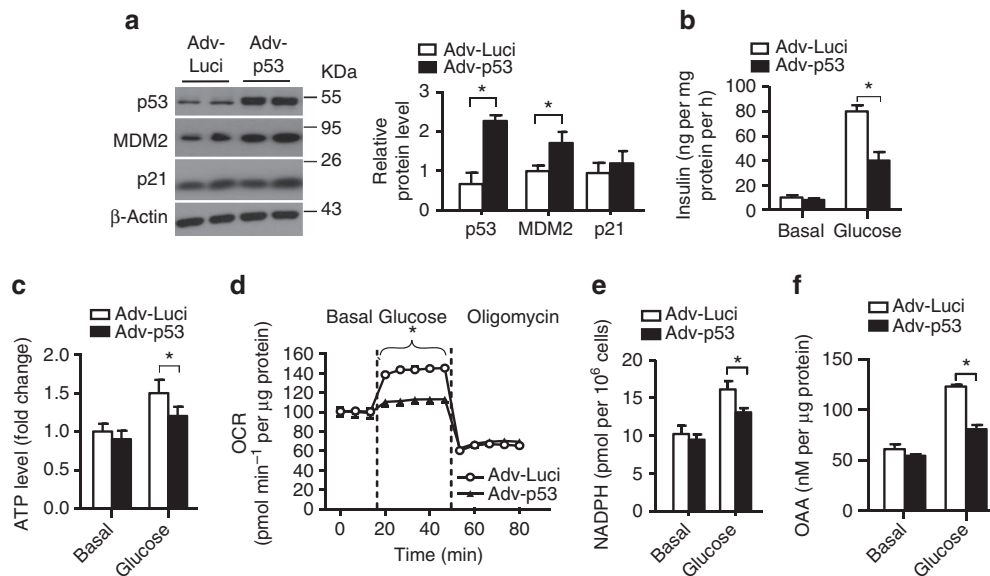 a
Adv-
Luci
Adv-
p53
KDa
p53
55
MDM2
95
26
p21
β-Actin
43
Adv-Luci
Adv-p53
Relative
protein level
3
2
1
0
*
*
p53 MDM2 p21
b
Adv-Luci
Adv-p53
Insulin (ng per mg
protein per h)
100
80
60
40
20
0
*
Basal Glucose
c
Adv-Luci
Adv-p53
ATP level (fold change)
2.0
1.5
1.0
0.5
0.0
*
Basal
Glucose
d
Basal Glucose Oligomycin
*
OCR
(pmol min–1 per μg protein)
160
140
120
100
80
60
40
20
0
Adv-Luci
Adv-p53
0 20 40 60 80
Time (min)
e
Adv-Luci
Adv-p53
NADPH (pmol per 10⁶ cells)
20
15
10
5
0
*
Basal
Glucose
f
Adv-Luci
Adv-p53
OAA (nM per μg protein)
150
100
50
0
*
Basal
Glucose